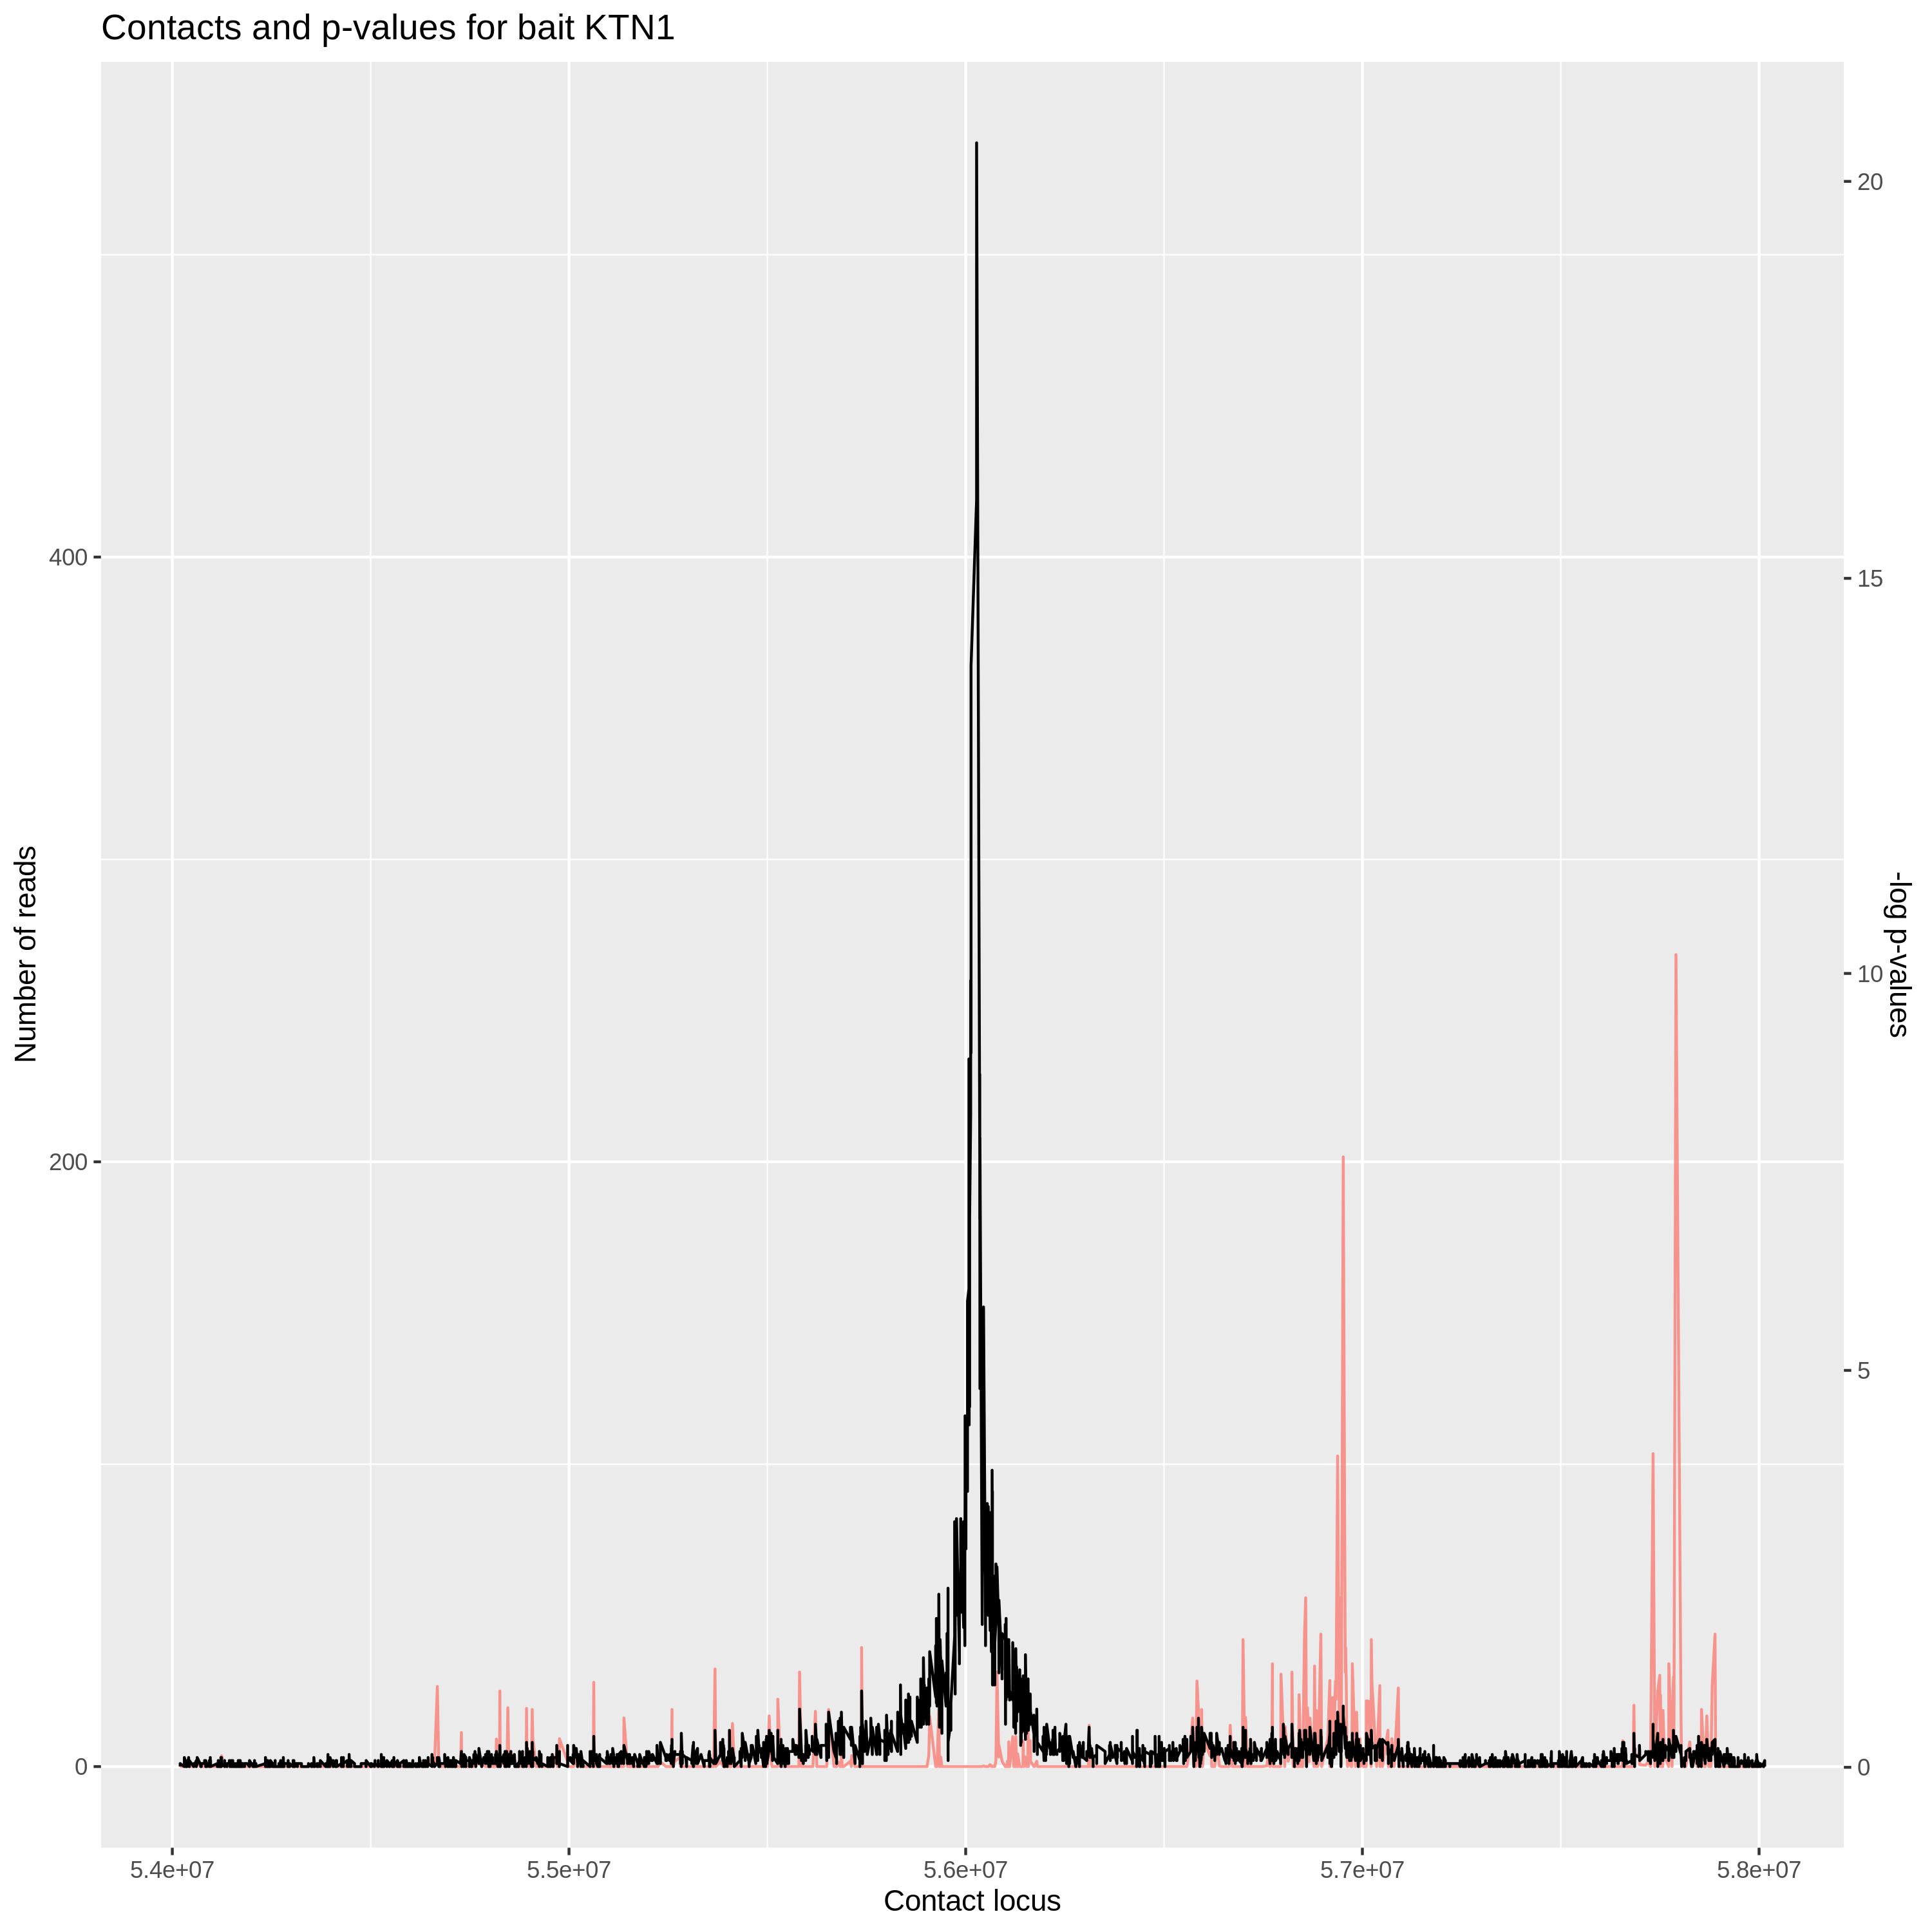 Contacts and p-values for bait KTN1
20
400
15
Number of reads
-log p-values
10
200
5
0
0
5.4e+07 5.5e+07 5.6e+07 5.7e+07 5.8e+07
Contact locus